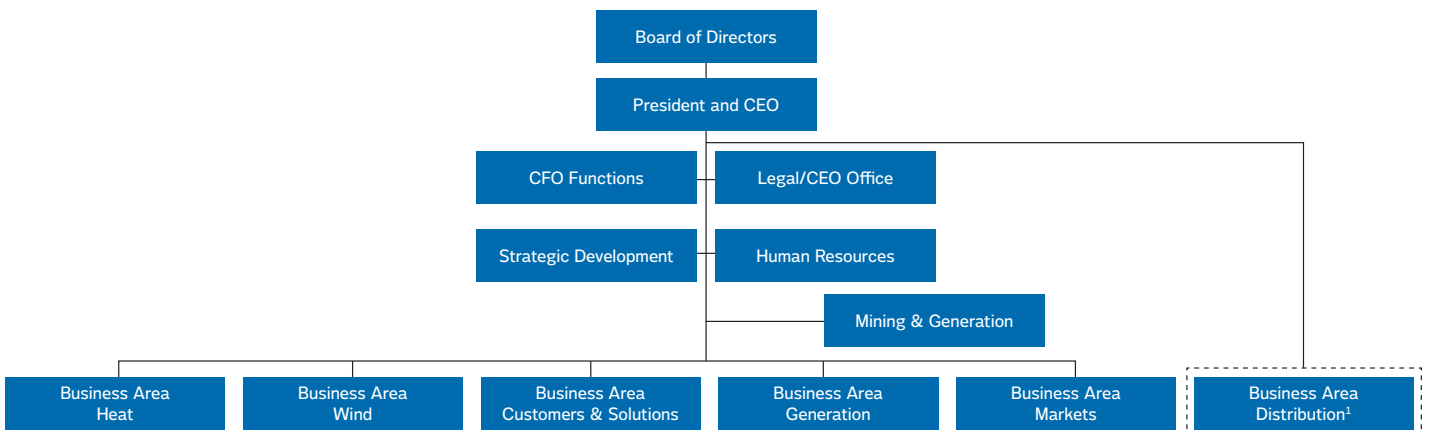 Board of Directors
President and CEO
CFO Functions
Legal/CEO Office
Strategic Development
Human Resources
Mining & Generation
Business Area
Heat
Business Area
Wind
Business Area
Customers & Solutions
Business Area
Generation
Business Area
Markets
Business Area
Distribution¹